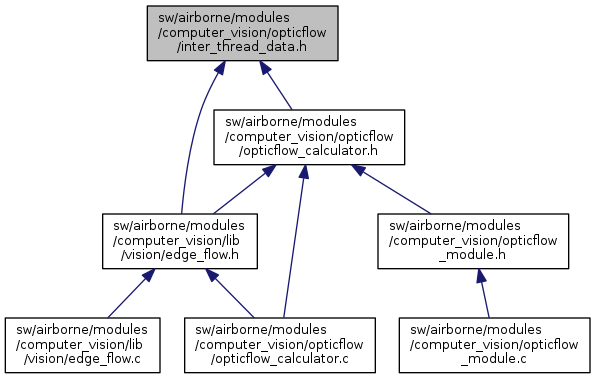 sw/airborne/modules
/computer_vision/opticflow
/inter_thread_data.h
sw/airborne/modules
/computer_vision/opticflow
/opticflow_calculator.h
sw/airborne/modules
/computer_vision/lib
/vision/edge_flow.h
sw/airborne/modules
/computer_vision/opticflow
_module.h
sw/airborne/modules
/computer_vision/lib
/vision/edge_flow.c
sw/airborne/modules
/computer_vision/opticflow
/opticflow_calculator.c
sw/airborne/modules
/computer_vision/opticflow
_module.c